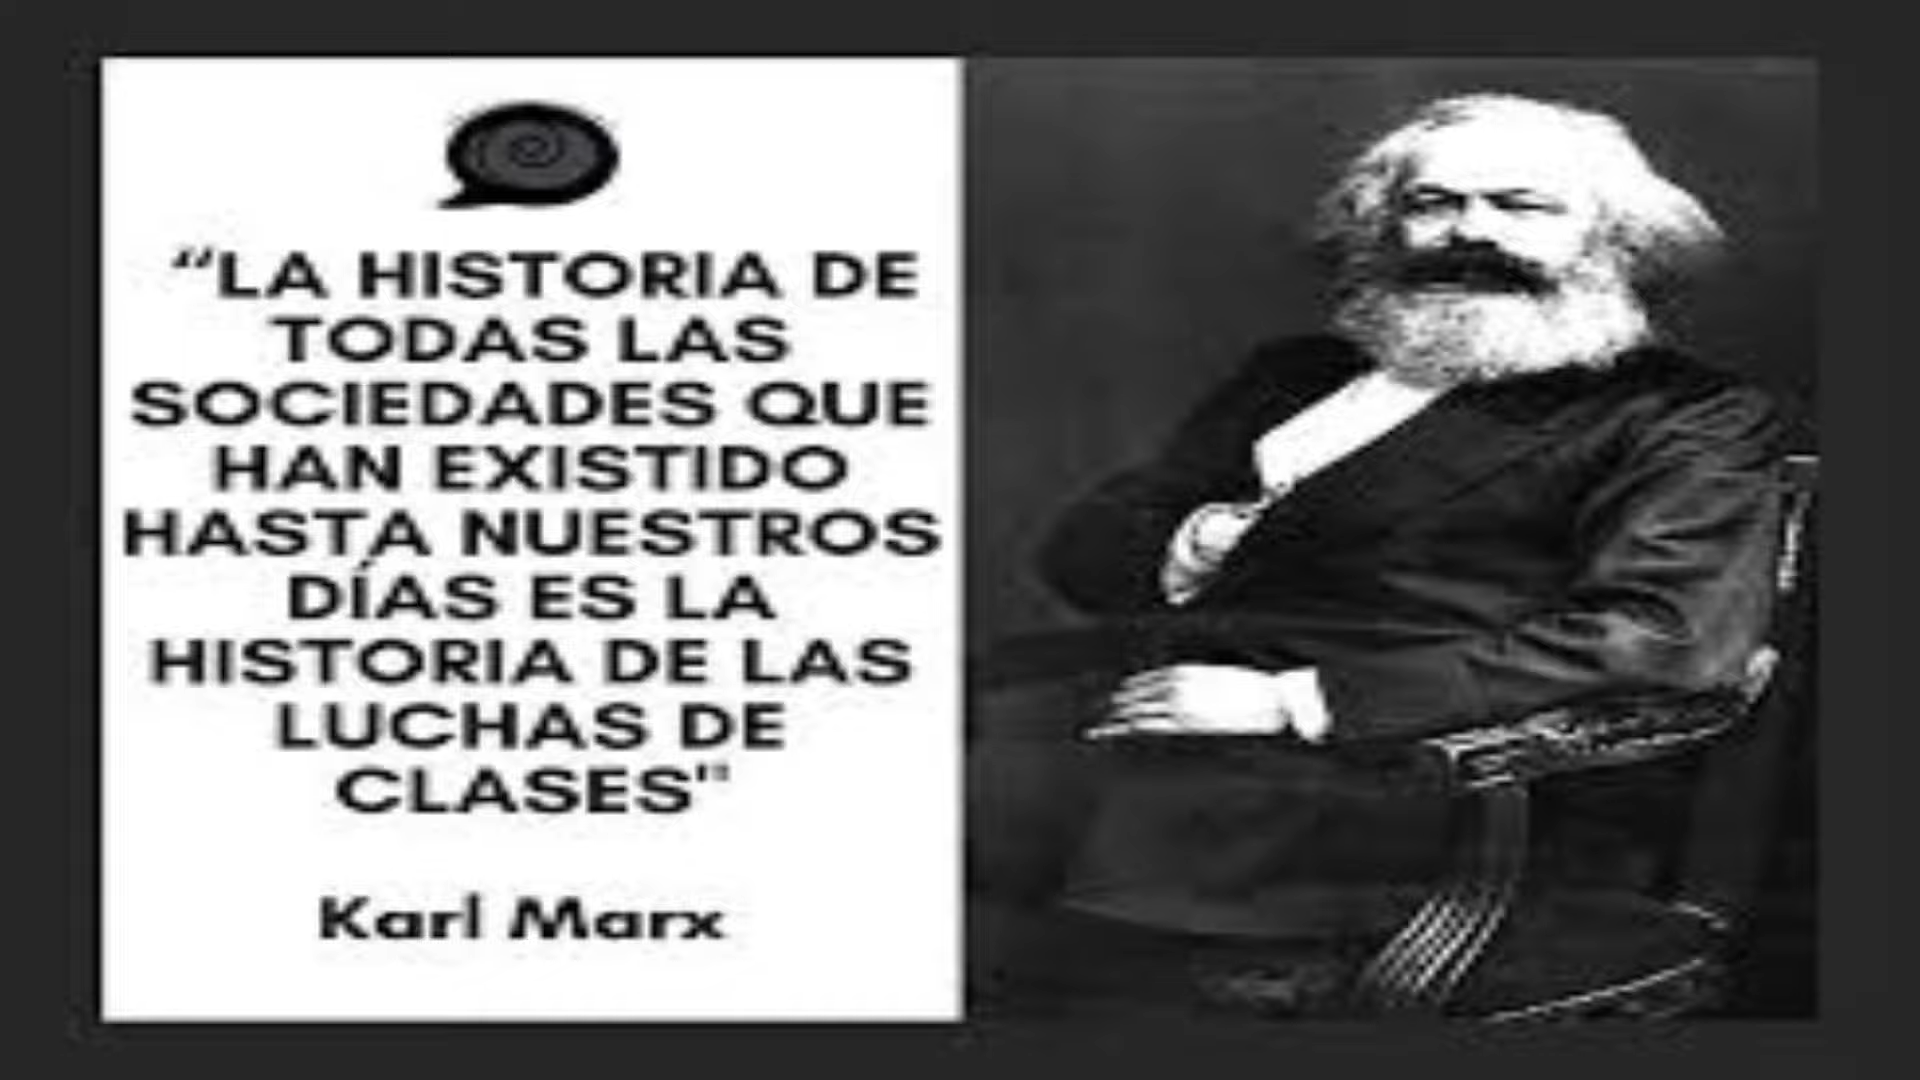 “LA HISTORIA DE
TODAS LAS
SOCIEDADES QUE
HAN EXISTIDO
HASTA NUESTROS
DÍAS ES LA
HISTORIA DE LAS
LUCHAS DE
CLASES"
Karl Marx